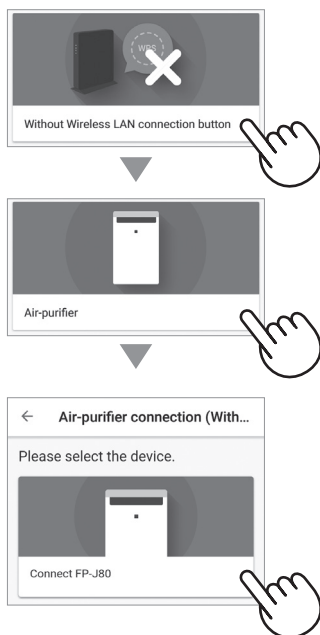 WPS
Without Wireless LAN connection button
Air-purifier
← Air-purifier connection (With...
Please select the device.
Connect FP-J80